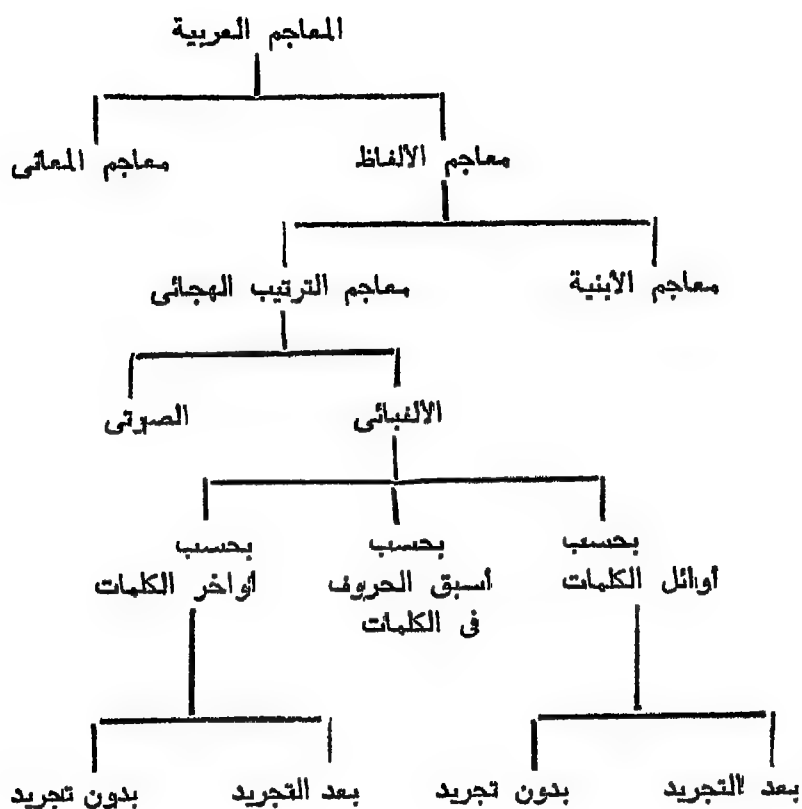 المعاجم العربية
معاجم الألفاظ معاجم المعانى
معاجم الأبنية معاجم الترتيب الهجائى
الألفبائى الصوتى
بحسب بحسب بحسب
أوائل الكلمات أسبق الحروف أواخر الكلمات
فى الكلمات
بعد التجريد بدون تجريد بعد التجريد بدون تجريد